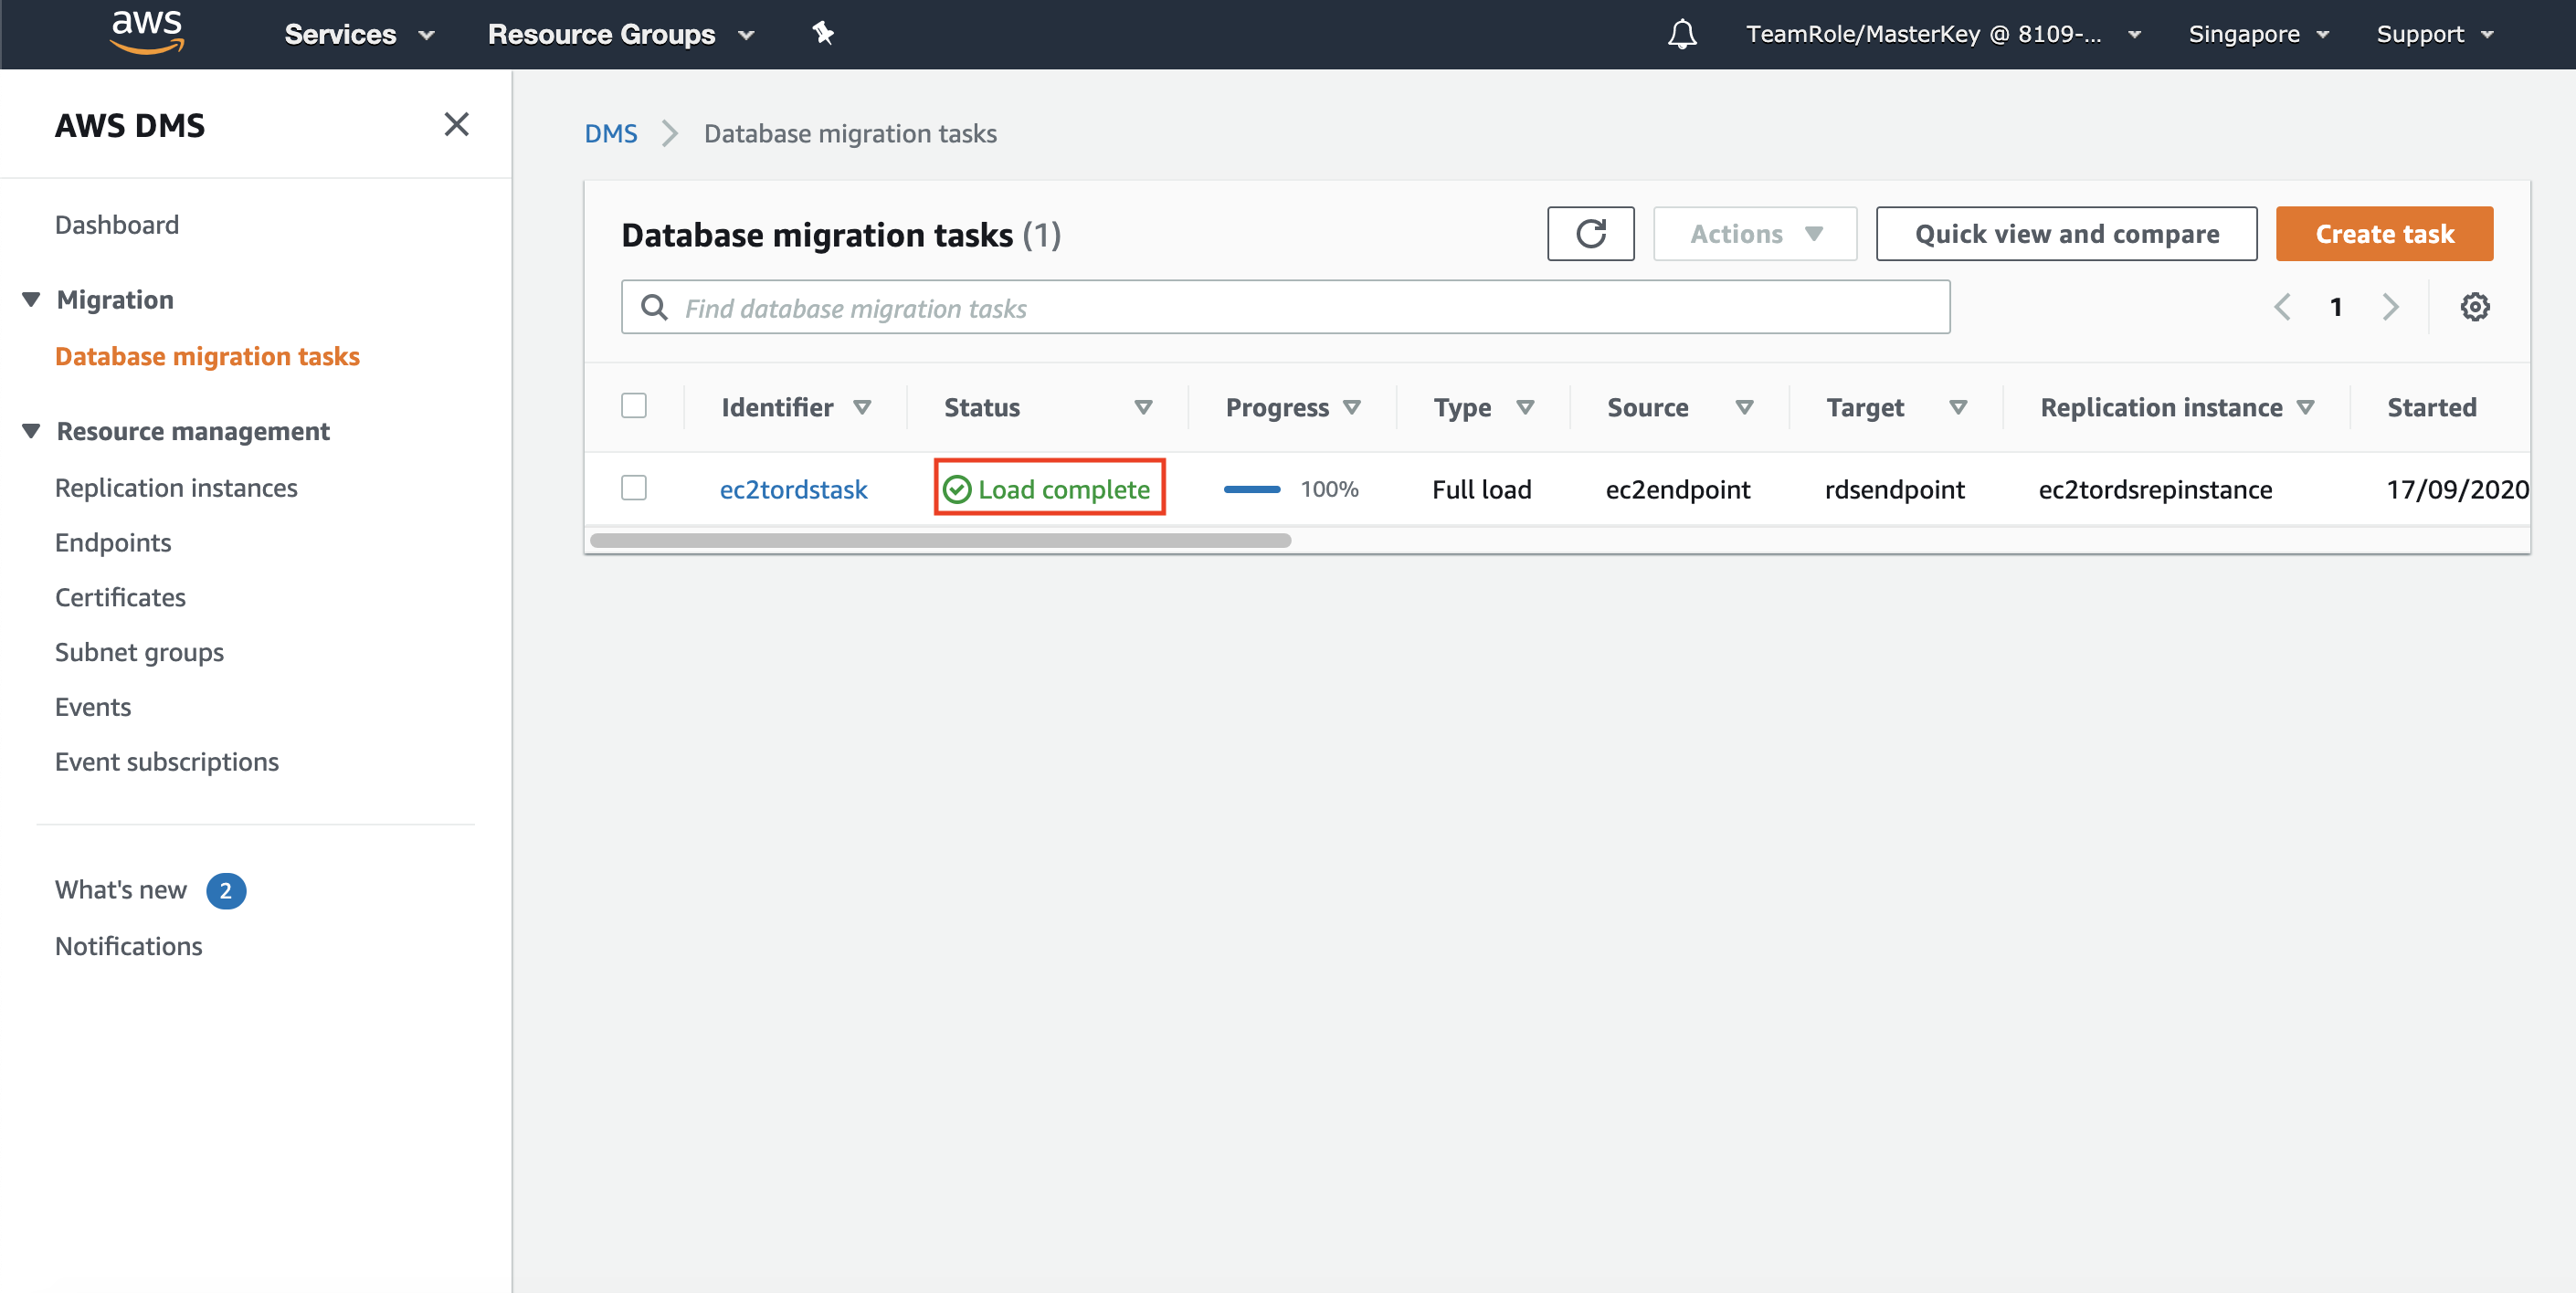 aws Services Resource Groups TeamRole/MasterKey @ 8109-... Singapore Support
AWS DMS
Dashboard
Migration
Database migration tasks
Resource management
Replication instances
Endpoints
Certificates
Subnet groups
Events
Event subscriptions
What's new 2
Notifications
DMS Database migration tasks
Database migration tasks (1) Actions Quick view and compare Create task
Find database migration tasks 1
Identifier Status Progress Type Source Target Replication instance Started
ec2tordstask Load complete 100% Full load ec2endpoint rdsendpoint ec2tordsrepinstance 17/09/2020